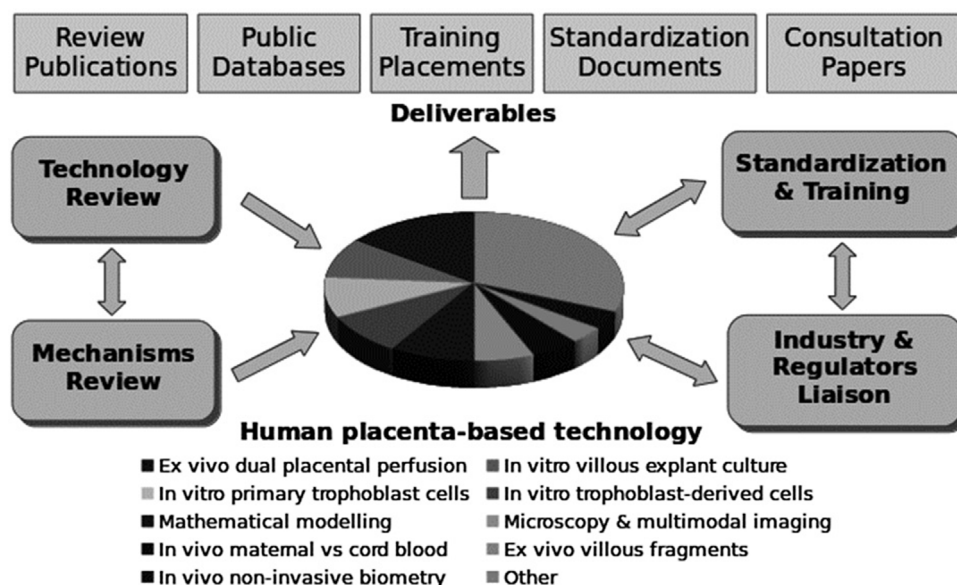 Review
Publications
Public
Databases
Training
Placements
Standardization
Documents
Consultation
Papers
Deliverables
Technology
Review
Standardization
& Training
Mechanisms
Review
Industry &
Regulators
Liaison
Human placenta-based technology
Ex vivo dual placental perfusion
In vitro villous explant culture
In vitro primary trophoblast cells
In vitro trophoblast-derived cells
Mathematical modelling
Microscopy & multimodal imaging
In vivo maternal vs cord blood
Ex vivo villous fragments
In vivo non-invasive biometry
Other